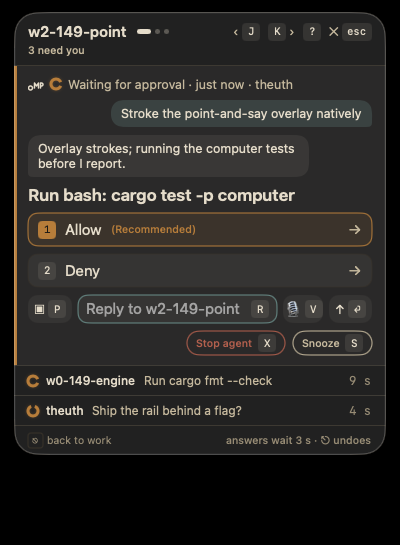 w2-149-point ‹ J K › ? esc
3 need you
OMP Waiting for approval · just now · theuth
Stroke the point-and-say overlay natively
Overlay strokes; running the computer tests
before I report.
Run bash: cargo test -p computer
1 Allow (Recommended) →
2 Deny →
P Reply to w2-149-point R V ↑
Stop agent X Snooze S
w0-149-engine Run cargo fmt --check 9 s
theuth Ship the rail behind a flag? 4 s
back to work answers wait 3 s · undoes